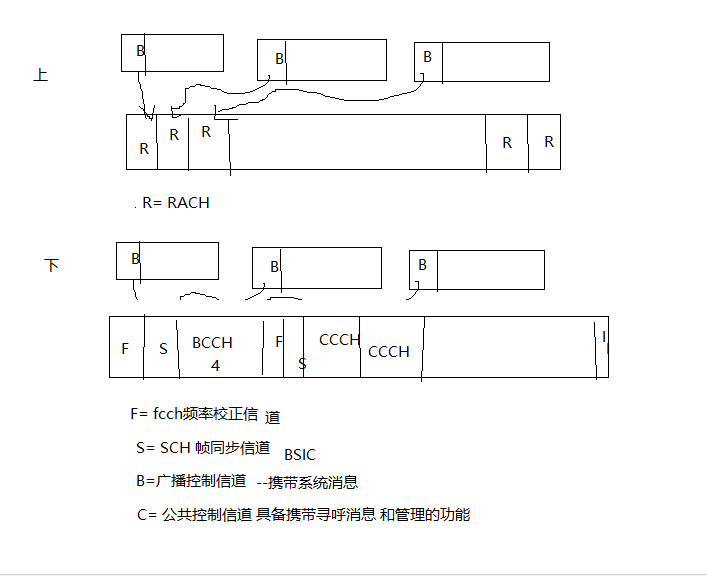 B
B
B
上
R
R
R
R
R
. R= RACH
下
B
B
B
F
S
BCCH
4
F
S
CCCH
CCCH
I
F= fcch频率校正信 道
S= SCH 帧同步信道 BSIC
B=广播控制信道 --携带系统消息
C= 公共控制信道 具备携带寻呼消息 和管理的功能